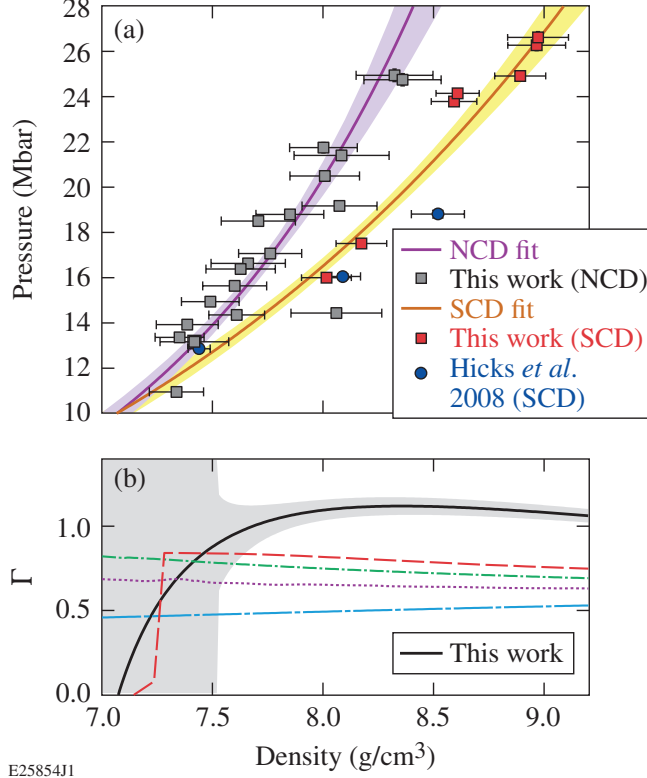 (a)
28
26
24
22
20
18
16
14
12
10
Pressure (Mbar)
NCD fit
This work (NCD)
SCD fit
This work (SCD)
Hicks et al.
2008 (SCD)
(b)
1.0
0.5
0.0
Γ
This work
7.0 7.5 8.0 8.5 9.0
Density (g/cm³)
E25854J1